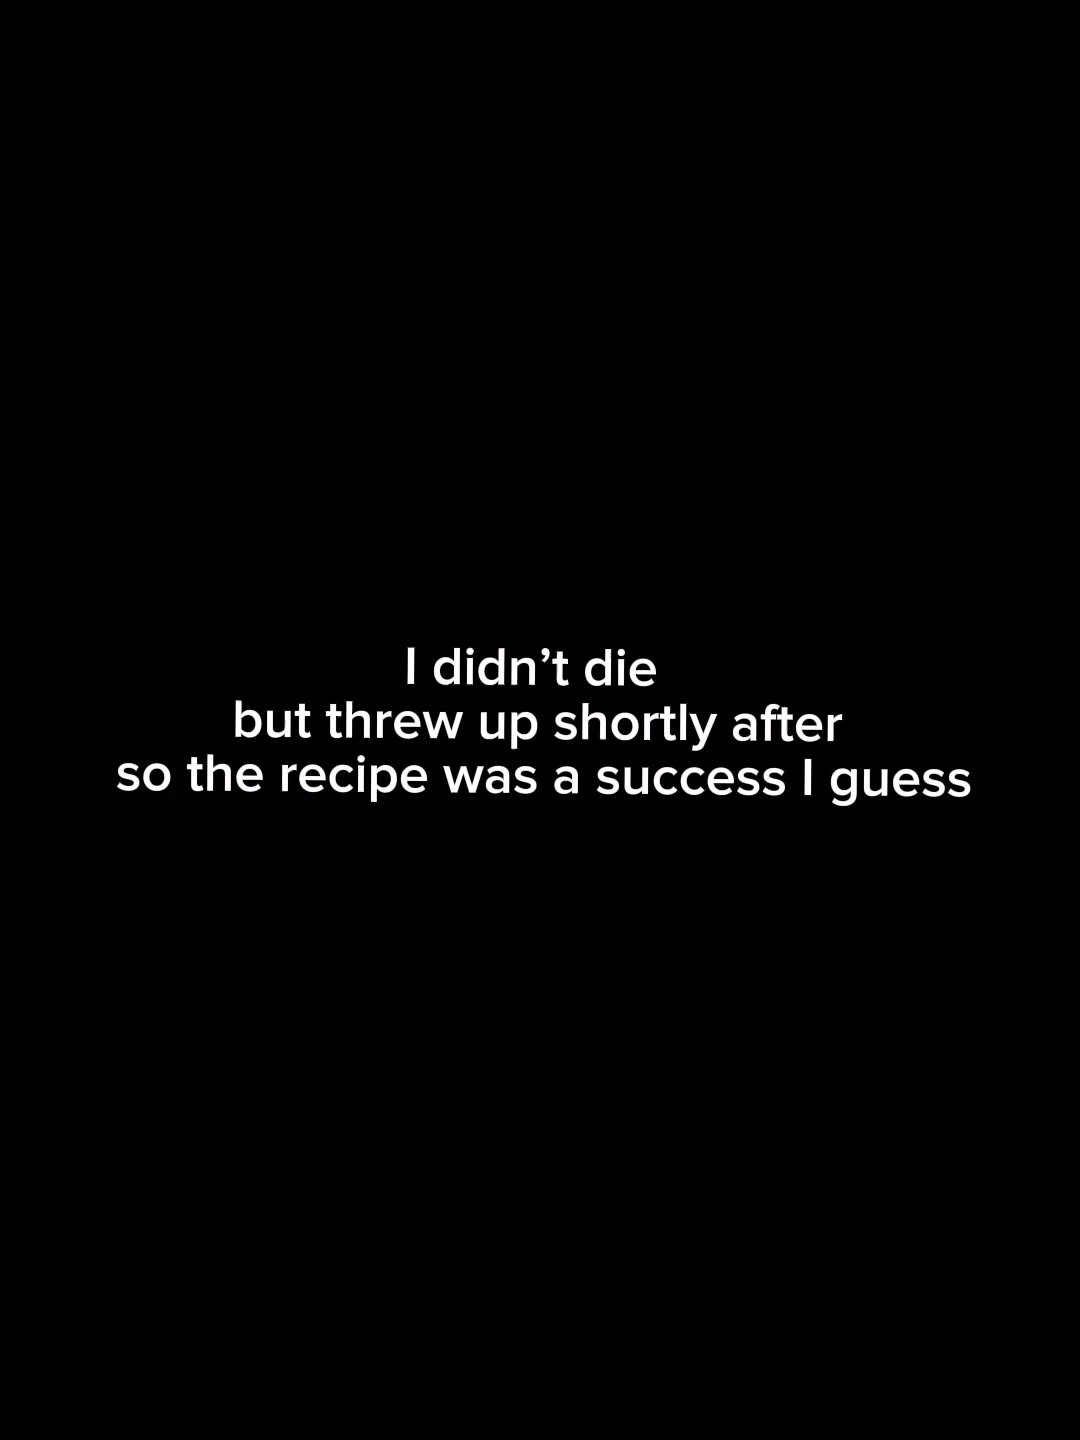 I didn’t die
but threw up shortly after
so the recipe was a success I guess